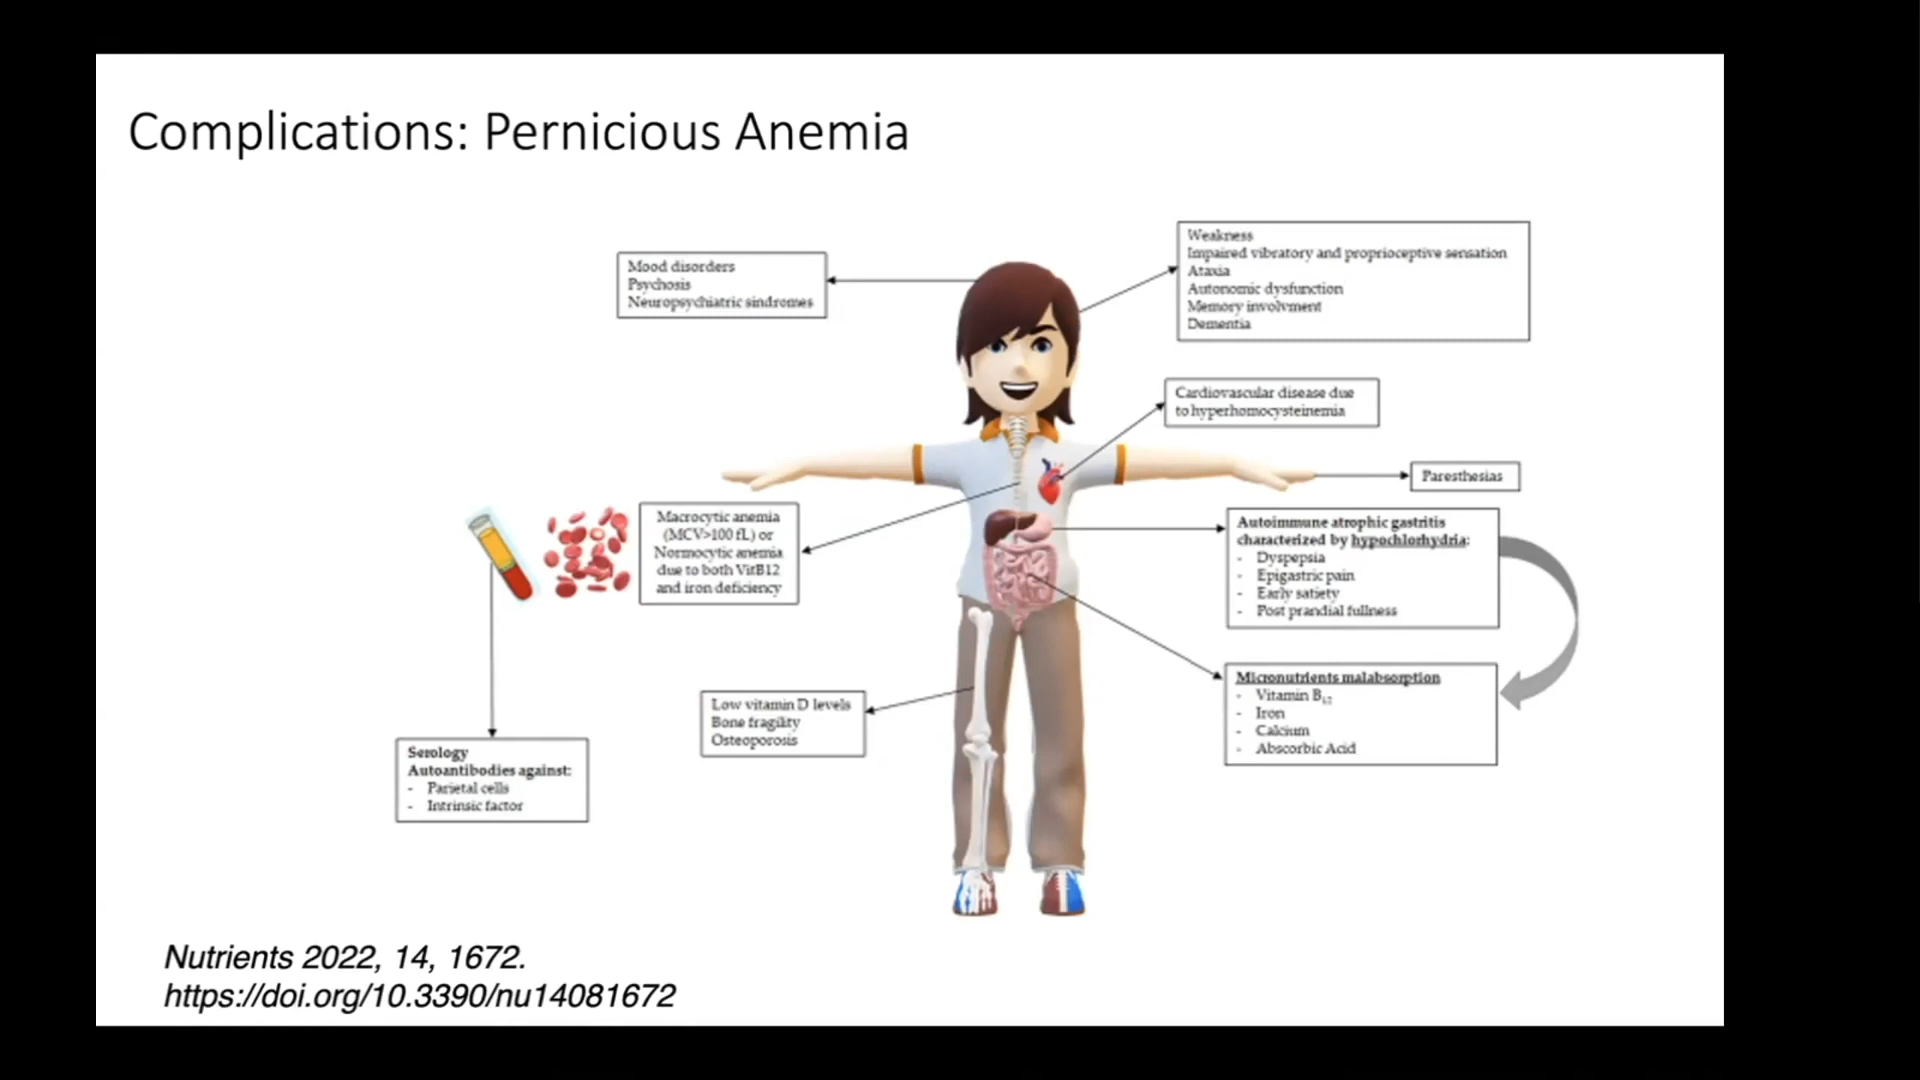 Complications: Pernicious Anemia
Mood disorders
Psychosis
Neuropsychiatric sindromes
Weakness
Impaired vibratory and proprioceptive sensation
Ataxia
Autonomic dysfunction
Memory involvment
Dementia
Cardiovascular disease due
to hyperhomocysteinemia
Paresthesias
Macrocytic anemia
(MCV>100 fL) or
Normocytic anemia
due to both VitB12
and iron deficiency
Autoimmune atrophic gastritis
characterized by hypochlorhydria:
- Dyspepsia
- Epigastric pain
- Early satiety
- Post prandial fullness
Micronutrients malabsorption
- Vitamin B12
- Iron
- Calcium
- Abscorbic Acid
Low vitamin D levels
Bone fragility
Osteoporosis
Serology
Autoantibodies against:
- Parietal cells
- Intrinsic factor
Nutrients 2022, 14, 1672.
https://doi.org/10.3390/nu14081672